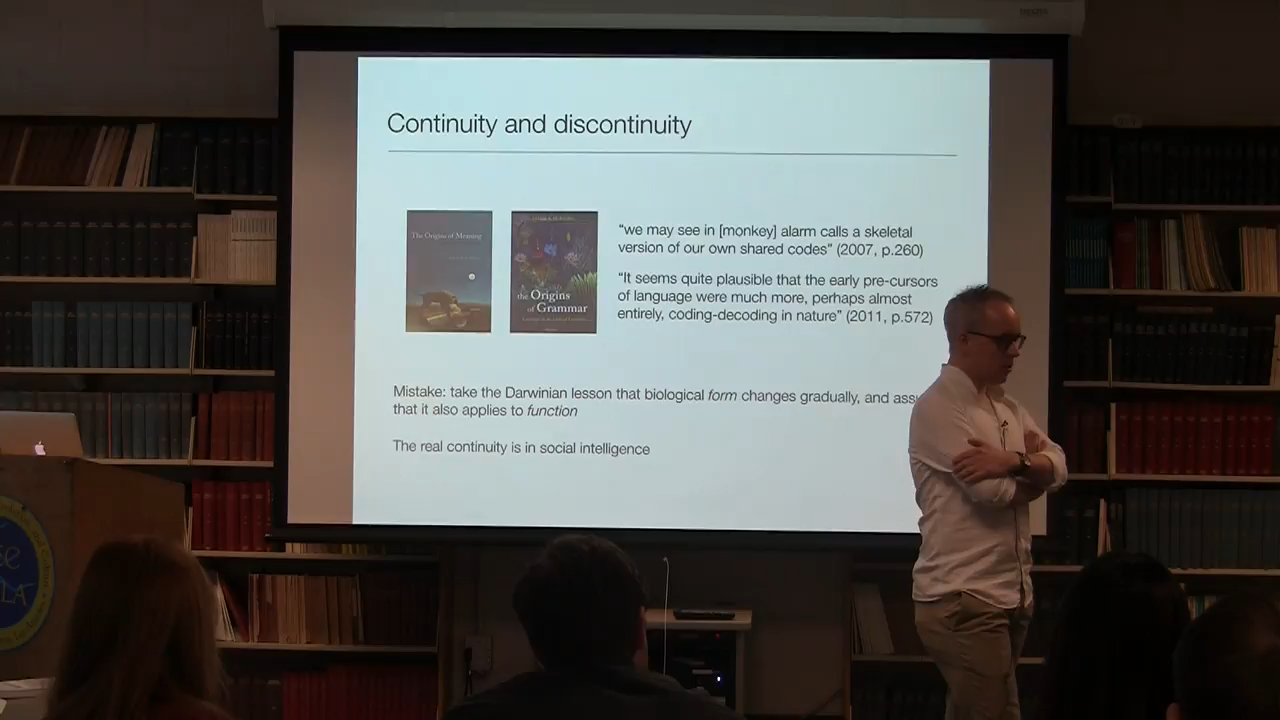 Continuity and discontinuity
The Origins of Meaning
the Origins
of Grammar
“we may see in [monkey] alarm calls a skeletal
version of our own shared codes” (2007, p.260)
“It seems quite plausible that the early pre-cursors
of language were much more, perhaps almost
entirely, coding-decoding in nature” (2011, p.572)
Mistake: take the Darwinian lesson that biological form changes gradually, and
that it also applies to function
The real continuity is in social intelligence